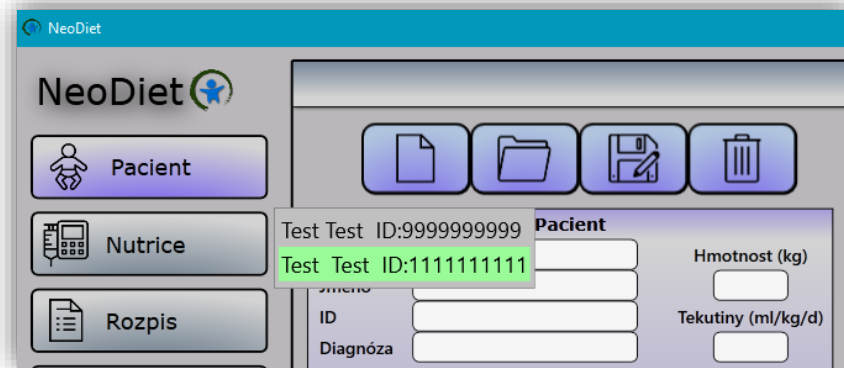 NeoDiet
NeoDiet
Pacient
Nutrice
Rozpis
Test Test ID:9999999999
Test Test ID:1111111111
Pacient
Jméno
ID
Diagnóza
Hmotnost (kg)
Tekutiny (ml/kg/d)